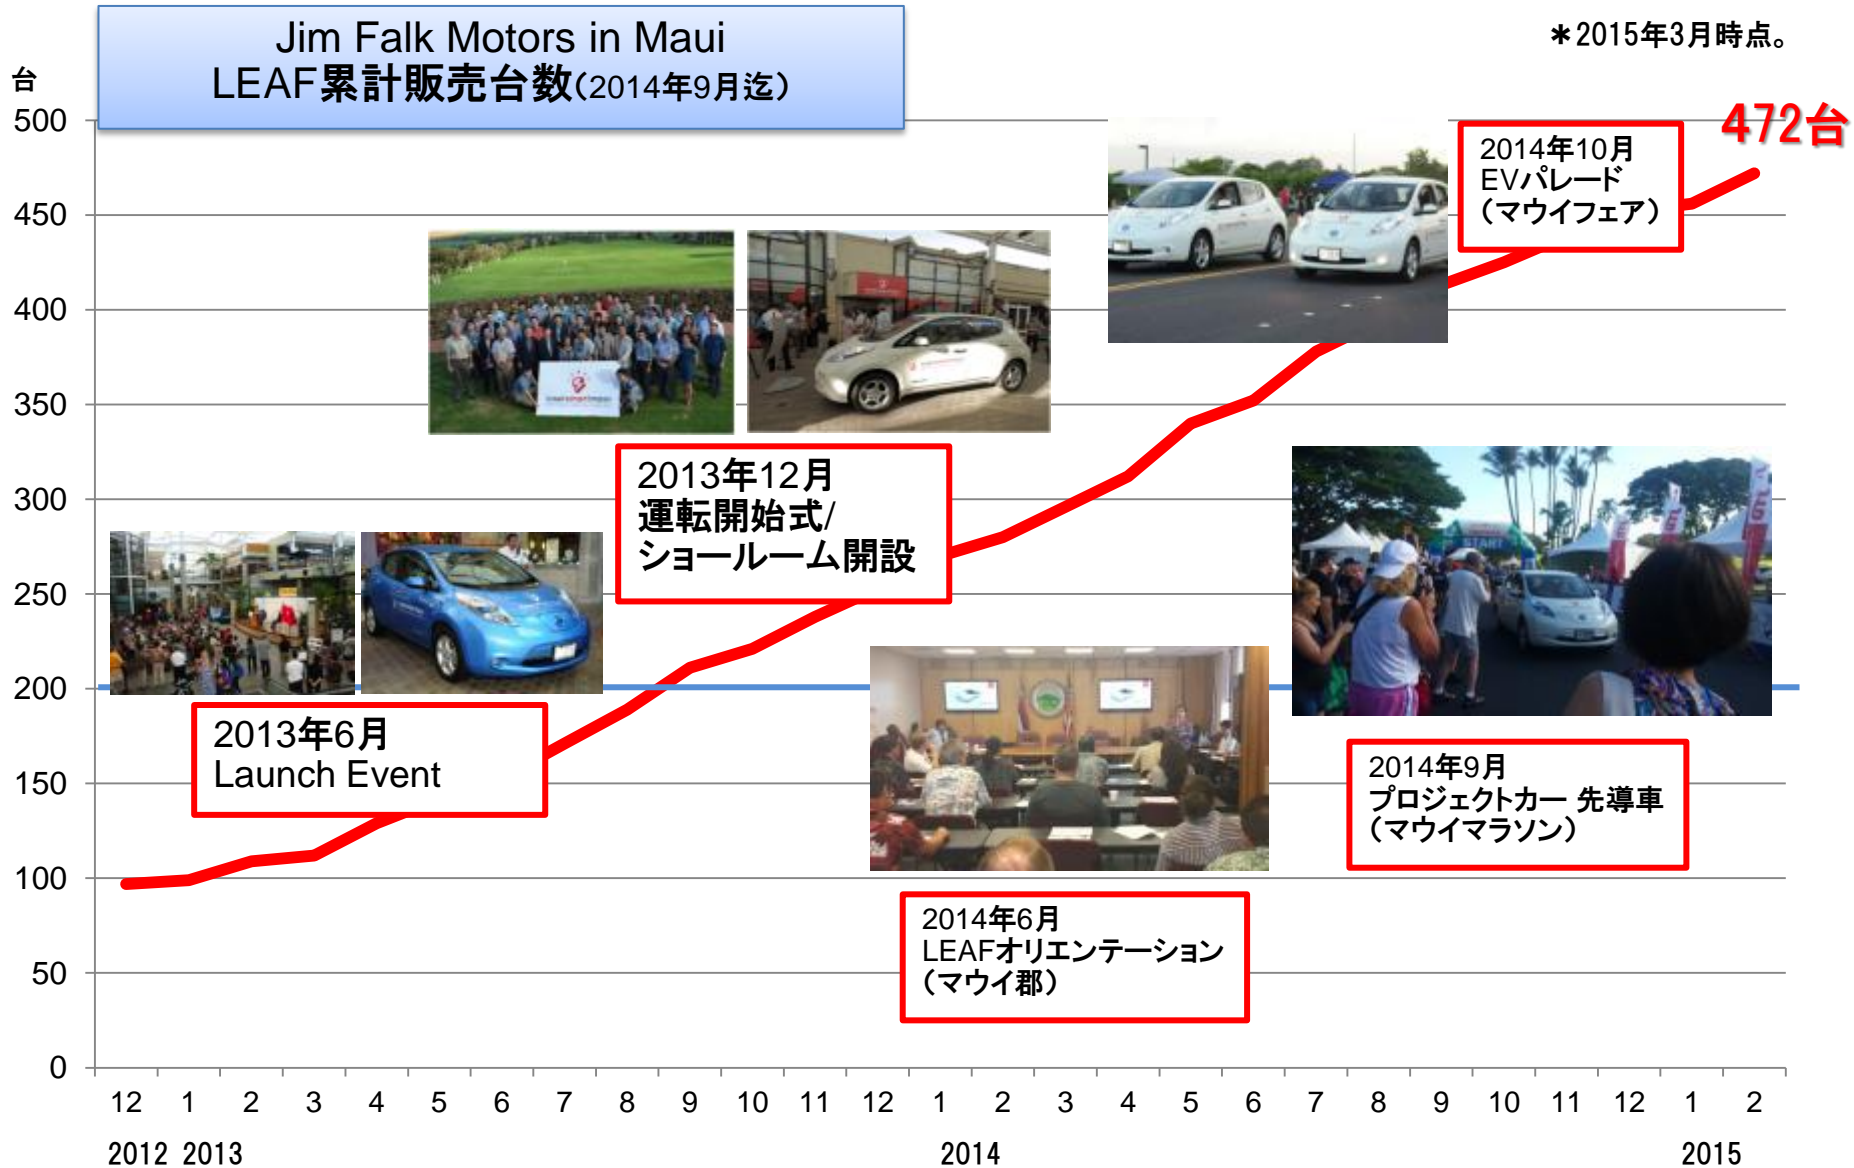 Jim Falk Motors in Maui
LEAF累計販売台数（2014年9月迄）
＊2015年3月時点。
台
500
450
400
350
300
250
200
150
100
50
0
472台
2014年10月
EVパレード
（マウイフェア）
2013年12月
運転開始式/
ショールーム開設
2013年6月
Launch Event
START
2014年9月
プロジェクトカー 先導車
（マウイマラソン）
2014年6月
LEAFオリエンテーション
（マウイ郡）
12 1 2 3 4 5 6 7 8 9 10 11 12 1 2 3 4 5 6 7 8 9 10 11 12 1 2
2012 2013 2014 2015